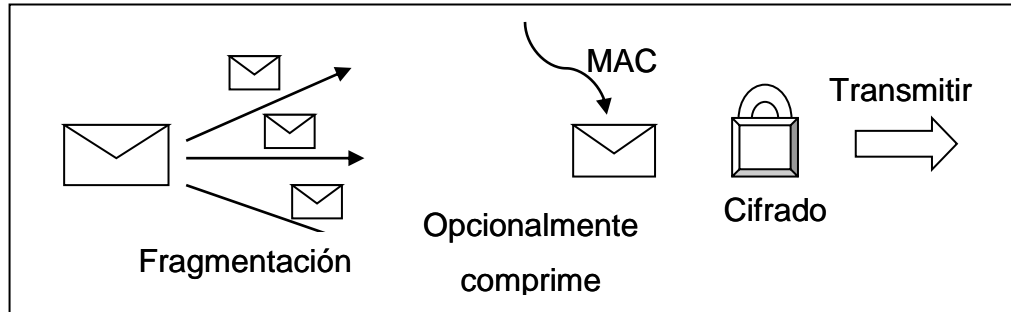 MAC
Transmitir
Cifrado
Opcionalmente
comprime
Fragmentación